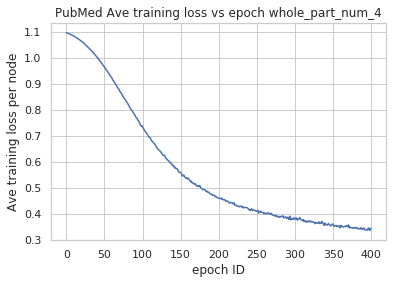 PubMed Ave training loss vs epoch whole_part_num_4
Ave training loss per node
1.1
1.0
0.9
0.8
0.7
0.6
0.5
0.4
0.3
0 50 100 150 200 250 300 350 400
epoch ID